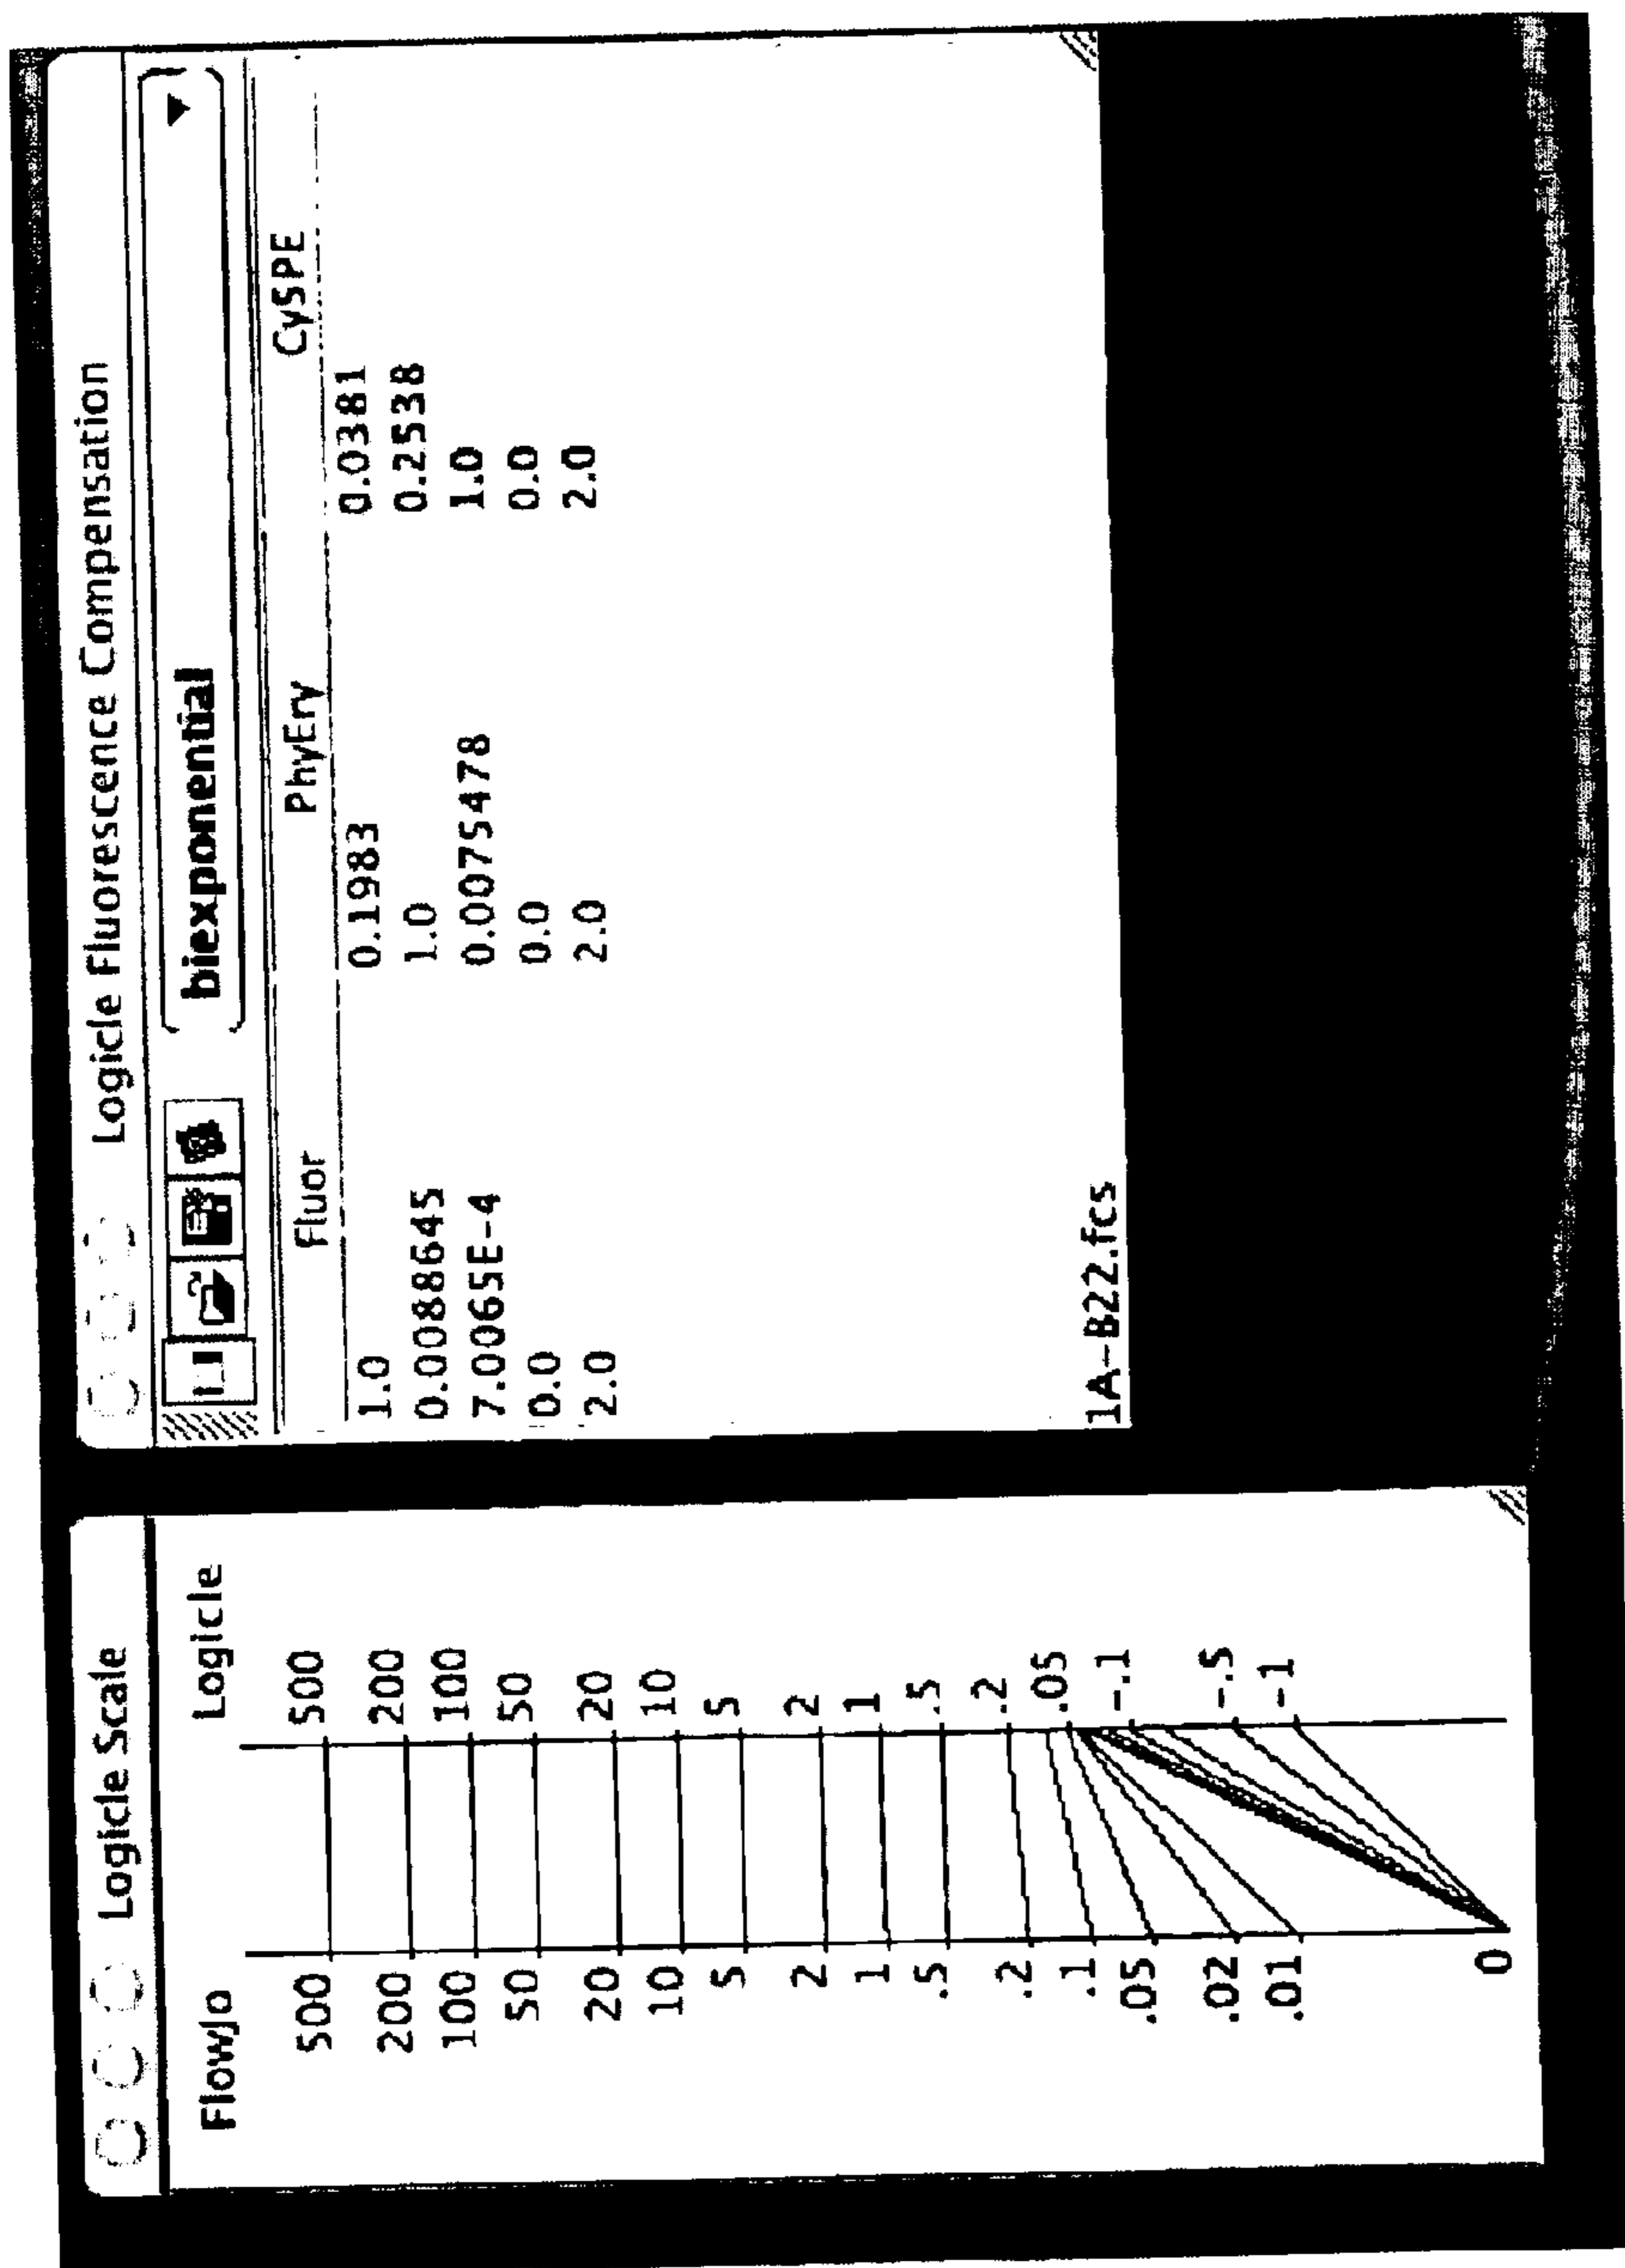 Logicle Scale
FlowJo Logicle
500 500
200 200
100 100
50 50
20 20
10 10
5 5
2 2
1 1
.5 .5
.2 .2
.1 .05
.05 -.1
.02 -.5
.01 -1
0
Logicle Fluorescence Compensation
biexponential
Fluor PhyEry Cy5PE
1.0 0.1983 0.0381
0.0088645 1.0 0.2538
7.0065E-4 0.0075478 1.0
0.0 0.0 0.0
2.0 2.0 2.0
1A-B22.fcs